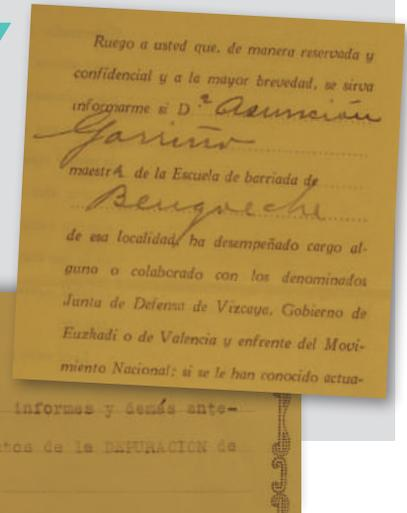 Ruego a usted que, de manera reservada y
confidencial y a la mayor brevedad, se sirva
informarme si D.ª Asunción
Garriño
maestra de la Escuela de barriada de
Bengoeche
de esa localidad, ha desempeñado cargo al-
guno o colaborado con los denominados
Junta de Defensa de Vizcaya, Gobierno de
Euzkadi o de Valencia y enfrente del Movi-
miento Nacional; si se le han conocido actua-
informes y demás ante-
tos de la DEPURACION de